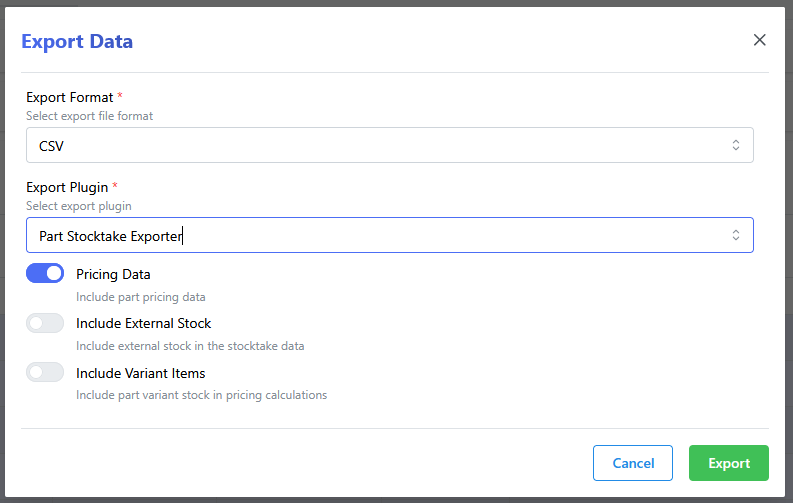 Export Data
Export Format *
Select export file format
CSV
Export Plugin *
Select export plugin
Part Stocktake Exporter
Pricing Data
Include part pricing data
Include External Stock
Include external stock in the stocktake data
Include Variant Items
Include part variant stock in pricing calculations
Cancel
Export